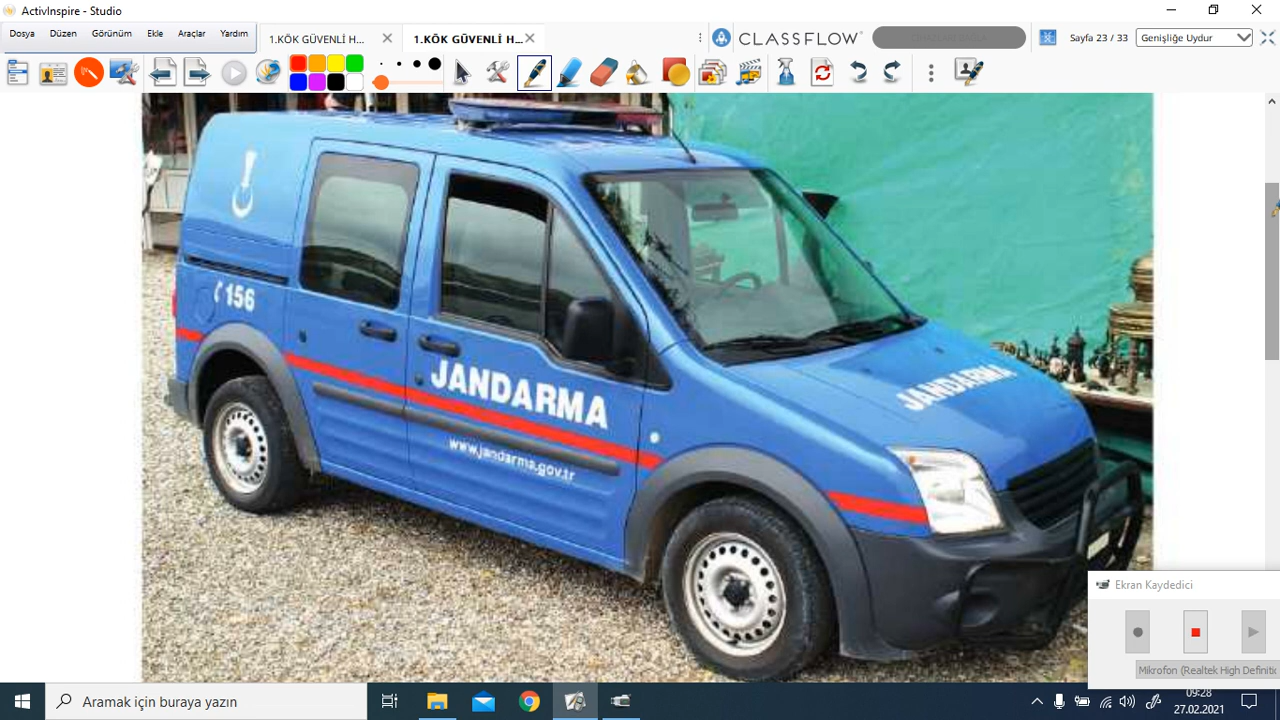 ActivInspire - Studio
Dosya Düzen Görünüm Ekle Araçlar Yardım
1.KÖK GÜVENLİ H...
1.KÖK GÜVENLİ H...
CLASSFLOW
Sayfa 23 / 33
Genişliğe Uydur
156
JANDARMA
www.jandarma.gov.tr
JANDARMA
Ekran Kaydedici
Mikrofon (Realtek High Definitio
Aramak için buraya yazın
09:28
27.02.2021